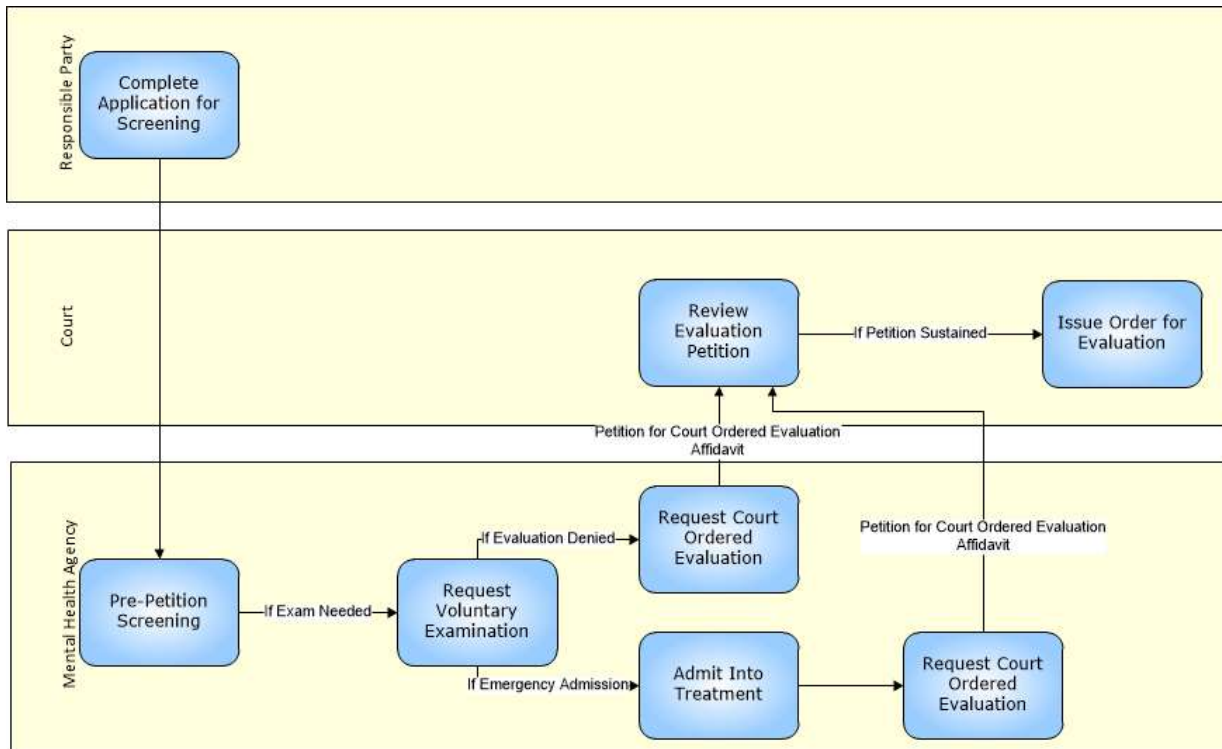 Responsible Party
Complete
Application for
Screening
Court
Review
Evaluation
Petition
If Petition Sustained
Issue Order for
Evaluation
Petition for Court Ordered Evaluation
Affidavit
Mental Health Agency
Pre-Petition
Screening
If Exam Needed
Request
Voluntary
Examination
If Evaluation Denied
Request Court
Ordered
Evaluation
If Emergency Admission
Admit Into
Treatment
Request Court
Ordered
Evaluation
Petition for Court Ordered Evaluation
Affidavit